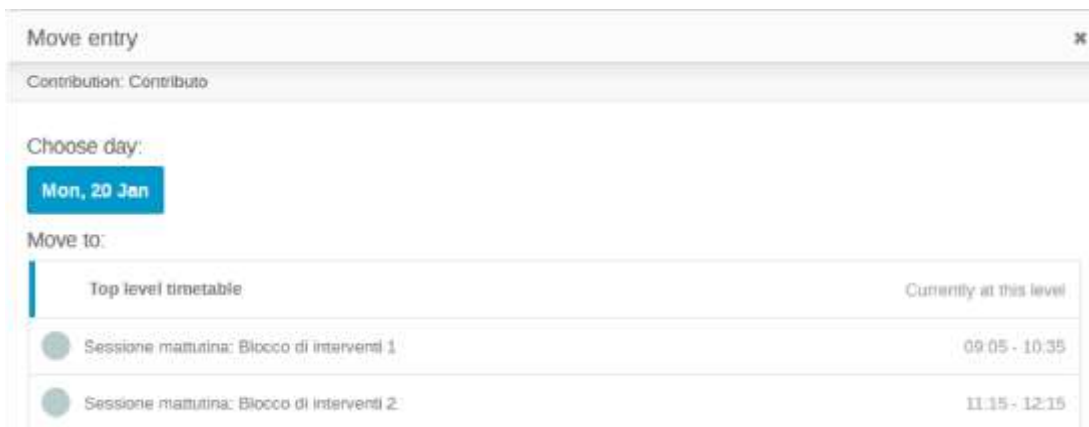 Move entry
Contribution: Contributo
Choose day:
Mon, 20 Jan
Move to:
Top level timetable Currently at this level
Sessione mattutina: Blocco di interventi 1 09:05 - 10:35
Sessione mattutina: Blocco di interventi 2 11:15 - 12:15